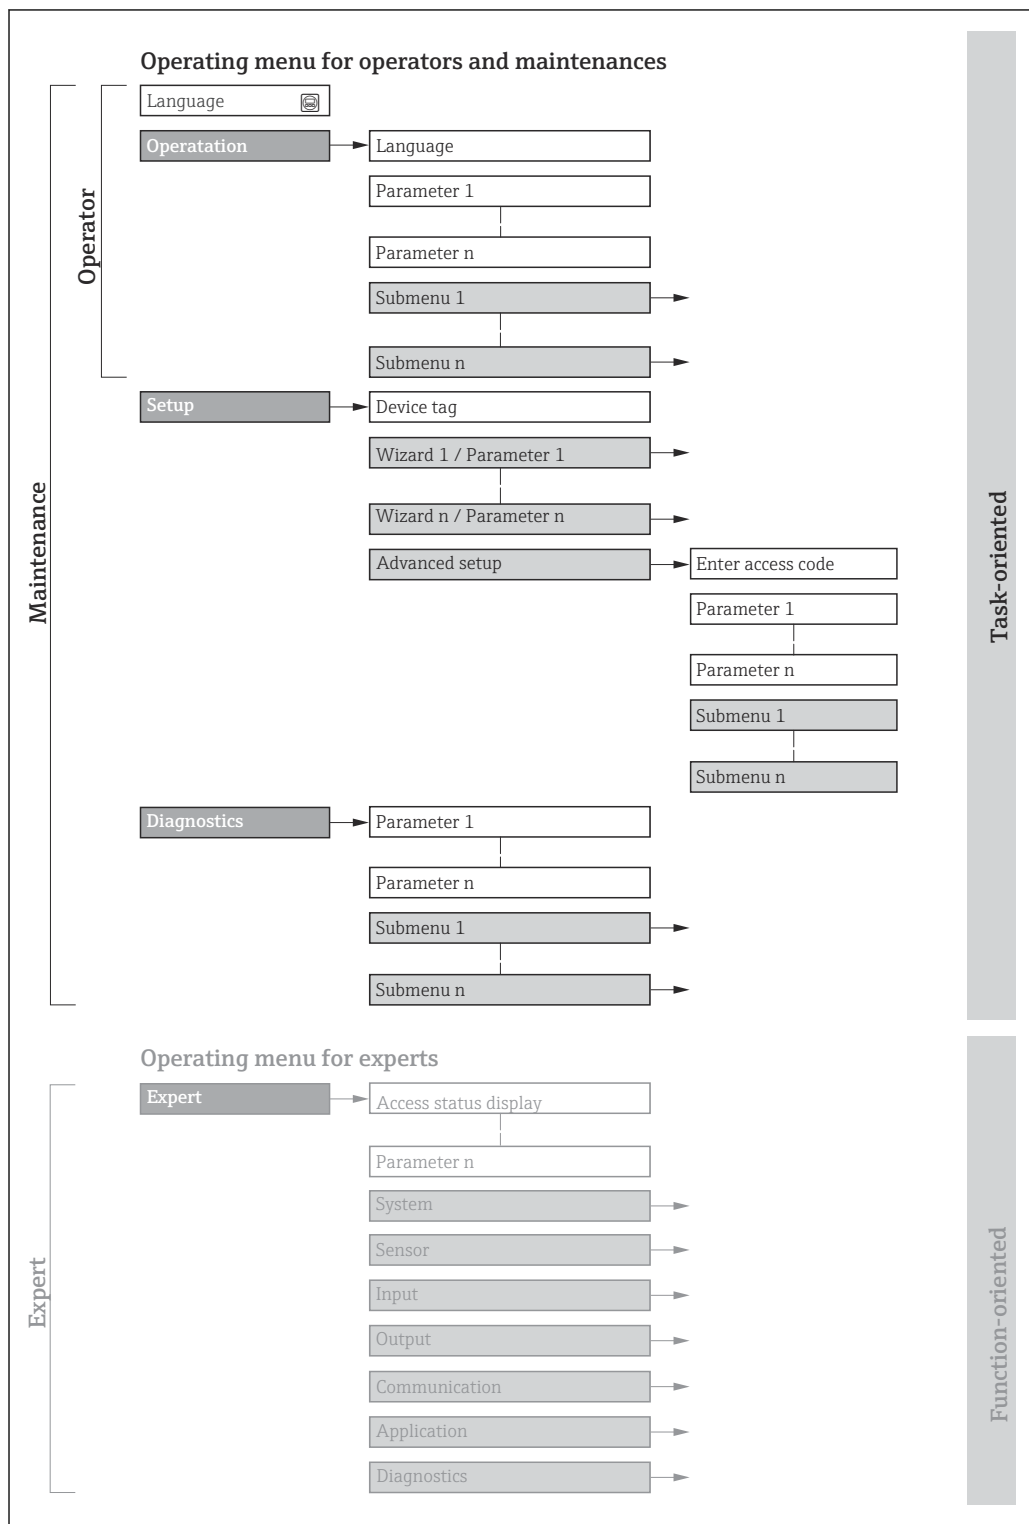 Operating menu for operators and maintenances
Language
Operatation
Language
Parameter 1
Parameter n
Submenu 1
Submenu n
Operator
Setup
Device tag
Wizard 1 / Parameter 1
Wizard n / Parameter n
Advanced setup
Enter access code
Parameter 1
Parameter n
Submenu 1
Submenu n
Maintenance
Task-oriented
Diagnostics
Parameter 1
Parameter n
Submenu 1
Submenu n
Operating menu for experts
Expert
Access status display
Parameter n
System
Sensor
Input
Output
Communication
Application
Diagnostics
Expert
Function-oriented